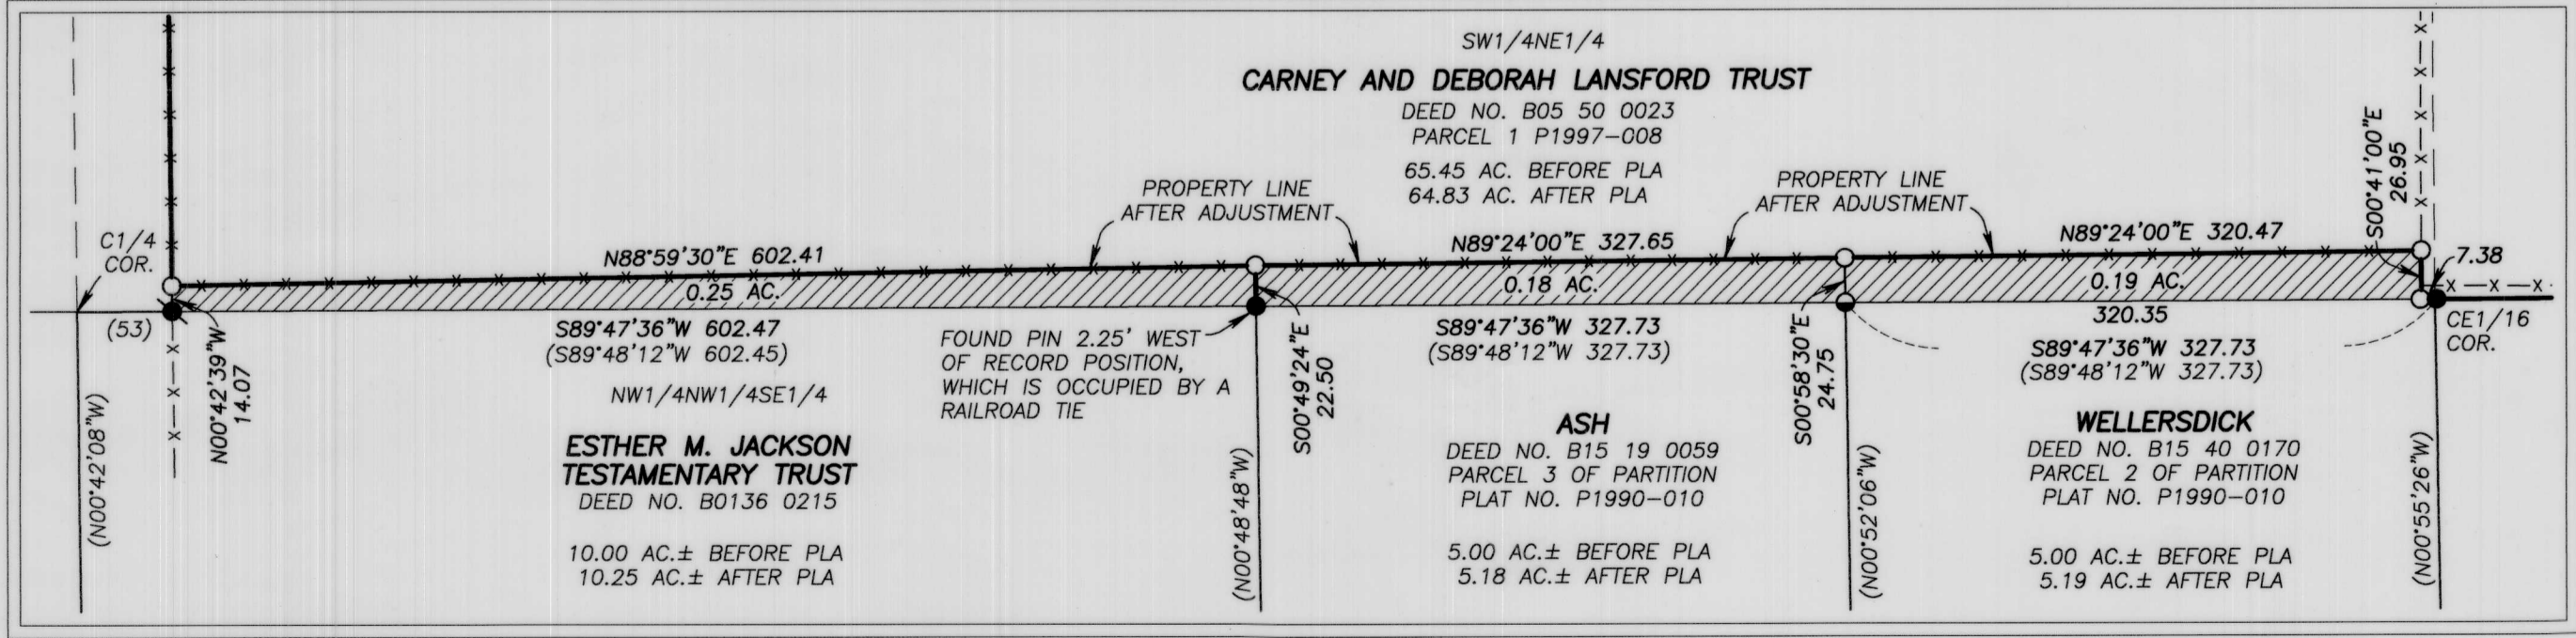 SW1/4NE1/4
CARNEY AND DEBORAH LANSFORD TRUST
DEED NO. B05 50 0023
PARCEL 1 P1997-008
65.45 AC. BEFORE PLA
64.83 AC. AFTER PLA
PROPERTY LINE
AFTER ADJUSTMENT
PROPERTY LINE
AFTER ADJUSTMENT
S00°41'00"E
26.95
C1/4
COR.
N88°59'30"E 602.41
N89°24'00"E 327.65
N89°24'00"E 320.47
7.38
0.25 AC.
0.18 AC.
0.19 AC.
(53)
N00°42'39"W
14.07
S89°47'36"W 602.47
(S89°48'12"W 602.45)
NW1/4NW1/4SE1/4
FOUND PIN 2.25' WEST
OF RECORD POSITION,
WHICH IS OCCUPIED BY A
RAILROAD TIE
S00°49'24"E
22.50
S89°47'36"W 327.73
(S89°48'12"W 327.73)
S00°58'30"E
24.75
320.35
S89°47'36"W 327.73
(S89°48'12"W 327.73)
CE1/16
COR.
(N00°42'08"W)
ESTHER M. JACKSON
TESTAMENTARY TRUST
DEED NO. B0136 0215
10.00 AC.± BEFORE PLA
10.25 AC.± AFTER PLA
(N00°48'48"W)
ASH
DEED NO. B15 19 0059
PARCEL 3 OF PARTITION
PLAT NO. P1990-010
5.00 AC.± BEFORE PLA
5.18 AC.± AFTER PLA
(N00°52'06"W)
WELLERSDICK
DEED NO. B15 40 0170
PARCEL 2 OF PARTITION
PLAT NO. P1990-010
5.00 AC.± BEFORE PLA
5.19 AC.± AFTER PLA
(N00°55'26"W)